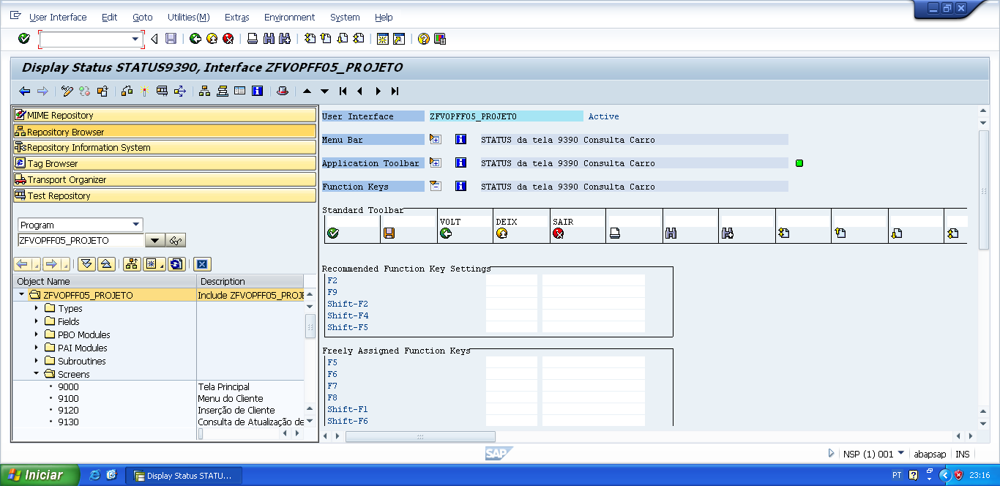 User Interface Edit Goto Utilities(M) Extras Environment System Help
Display Status STATUS9390, Interface ZFVOPFF05_PROJETO
MIME Repository
Repository Browser
Repository Information System
Tag Browser
Transport Organizer
Test Repository
Program
ZFVOPFF05_PROJETO
Object Name Description
ZFVOPFF05_PROJETO Include ZFVOPFF05_PROJE
Types
Fields
PBO Modules
PAI Modules
Subroutines
Screens
9000 Tela Principal
9100 Menu do Cliente
9120 Inserção de Cliente
9130 Consulta de Atualização de
User Interface ZFVOPFF05_PROJETO Active
Menu Bar STATUS da tela 9390 Consulta Carro
Application Toolbar STATUS da tela 9390 Consulta Carro
Function Keys STATUS da tela 9390 Consulta Carro
Standard Toolbar
VOLT DEIX SAIR
Recommended Function Key Settings
F2
F9
Shift-F2
Shift-F4
Shift-F5
Freely Assigned Function Keys
F5
F6
F7
F8
Shift-F1
Shift-F6
SAP
NSP (1) 001 abapsap INS
Iniciar Display Status STATU... PT 23:16